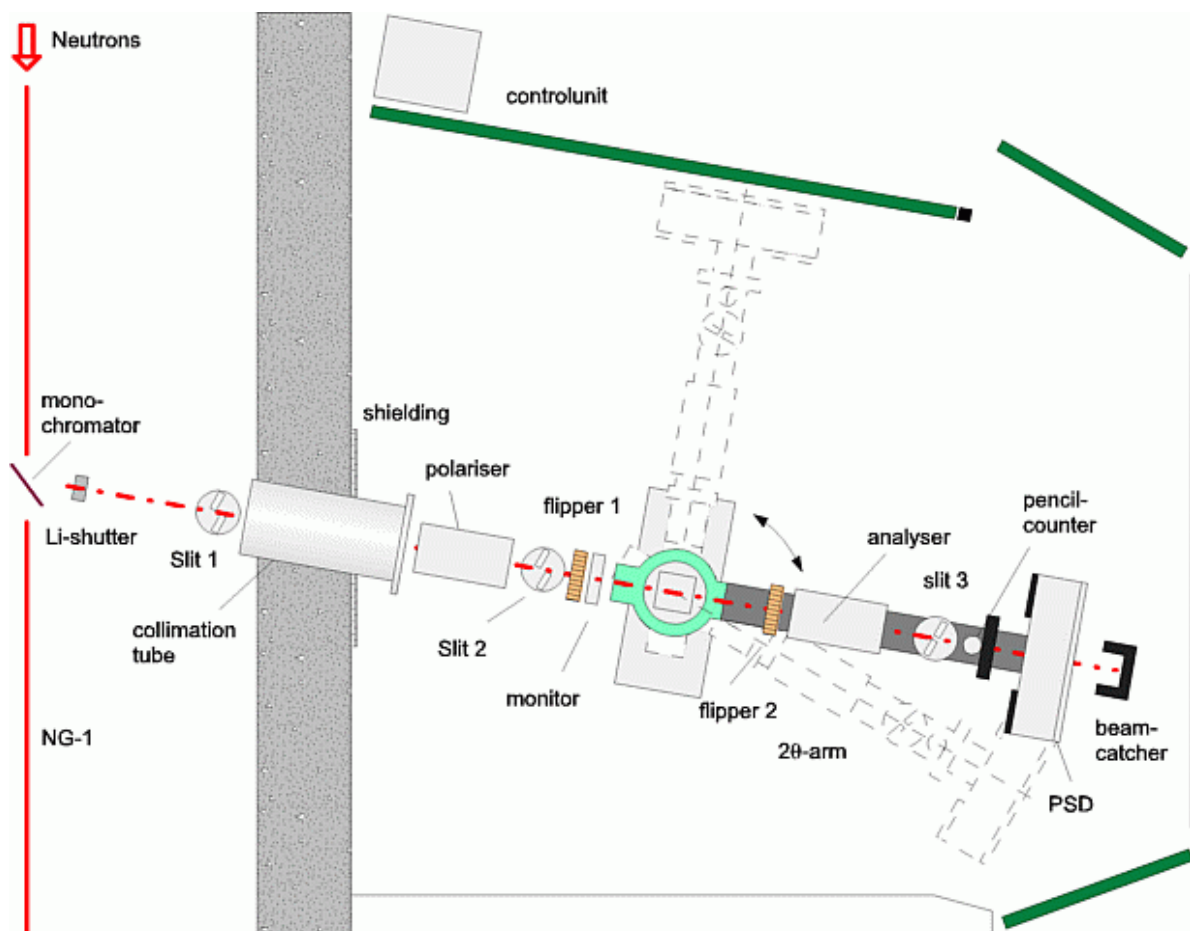 Neutrons
controlunit
mono-
chromator
shielding
polariser
flipper 1
pencil-
counter
analyser
slit 3
Li-shutter
Slit 1
collimation
tube
Slit 2
monitor
flipper 2
2θ-arm
beam-
catcher
NG-1
PSD